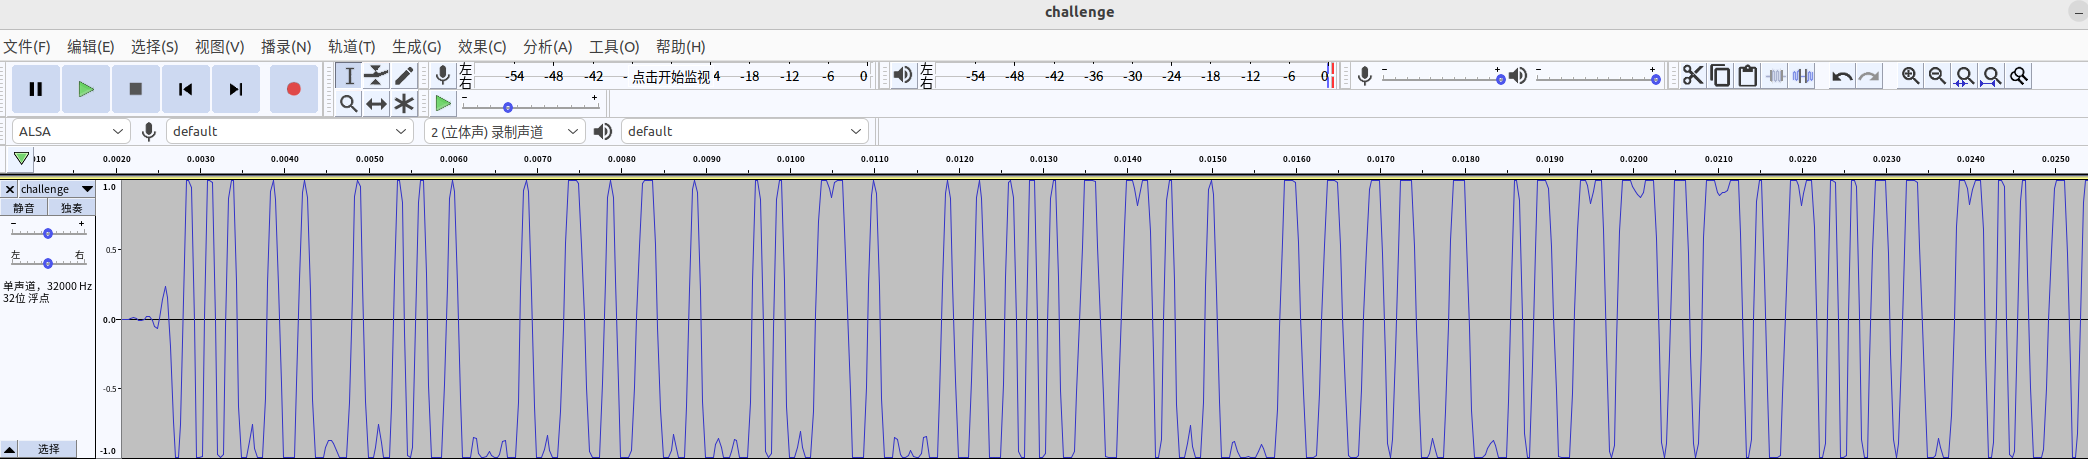 challenge
文件(F) 编辑(E) 选择(S) 视图(V) 播录(N) 轨道(T) 生成(G) 效果(C) 分析(A) 工具(O) 帮助(H)
左 -54 -48 -42 - 点击开始监视 4 -18 -12 -6 0 左 -54 -48 -42 -36 -30 -24 -18 -12 -6 0 - + - +
右 右
- +
ALSA default 2 (立体声) 录制声道 default
010 0.0020 0.0030 0.0040 0.0050 0.0060 0.0070 0.0080 0.0090 0.0100 0.0110 0.0120 0.0130 0.0140 0.0150 0.0160 0.0170 0.0180 0.0190 0.0200 0.0210 0.0220 0.0230 0.0240 0.0250
challenge 1.0
静音 独奏
- +
0.5
左 右
单声道，32000 Hz
32位 浮点
0.0
-0.5
选择 -1.0